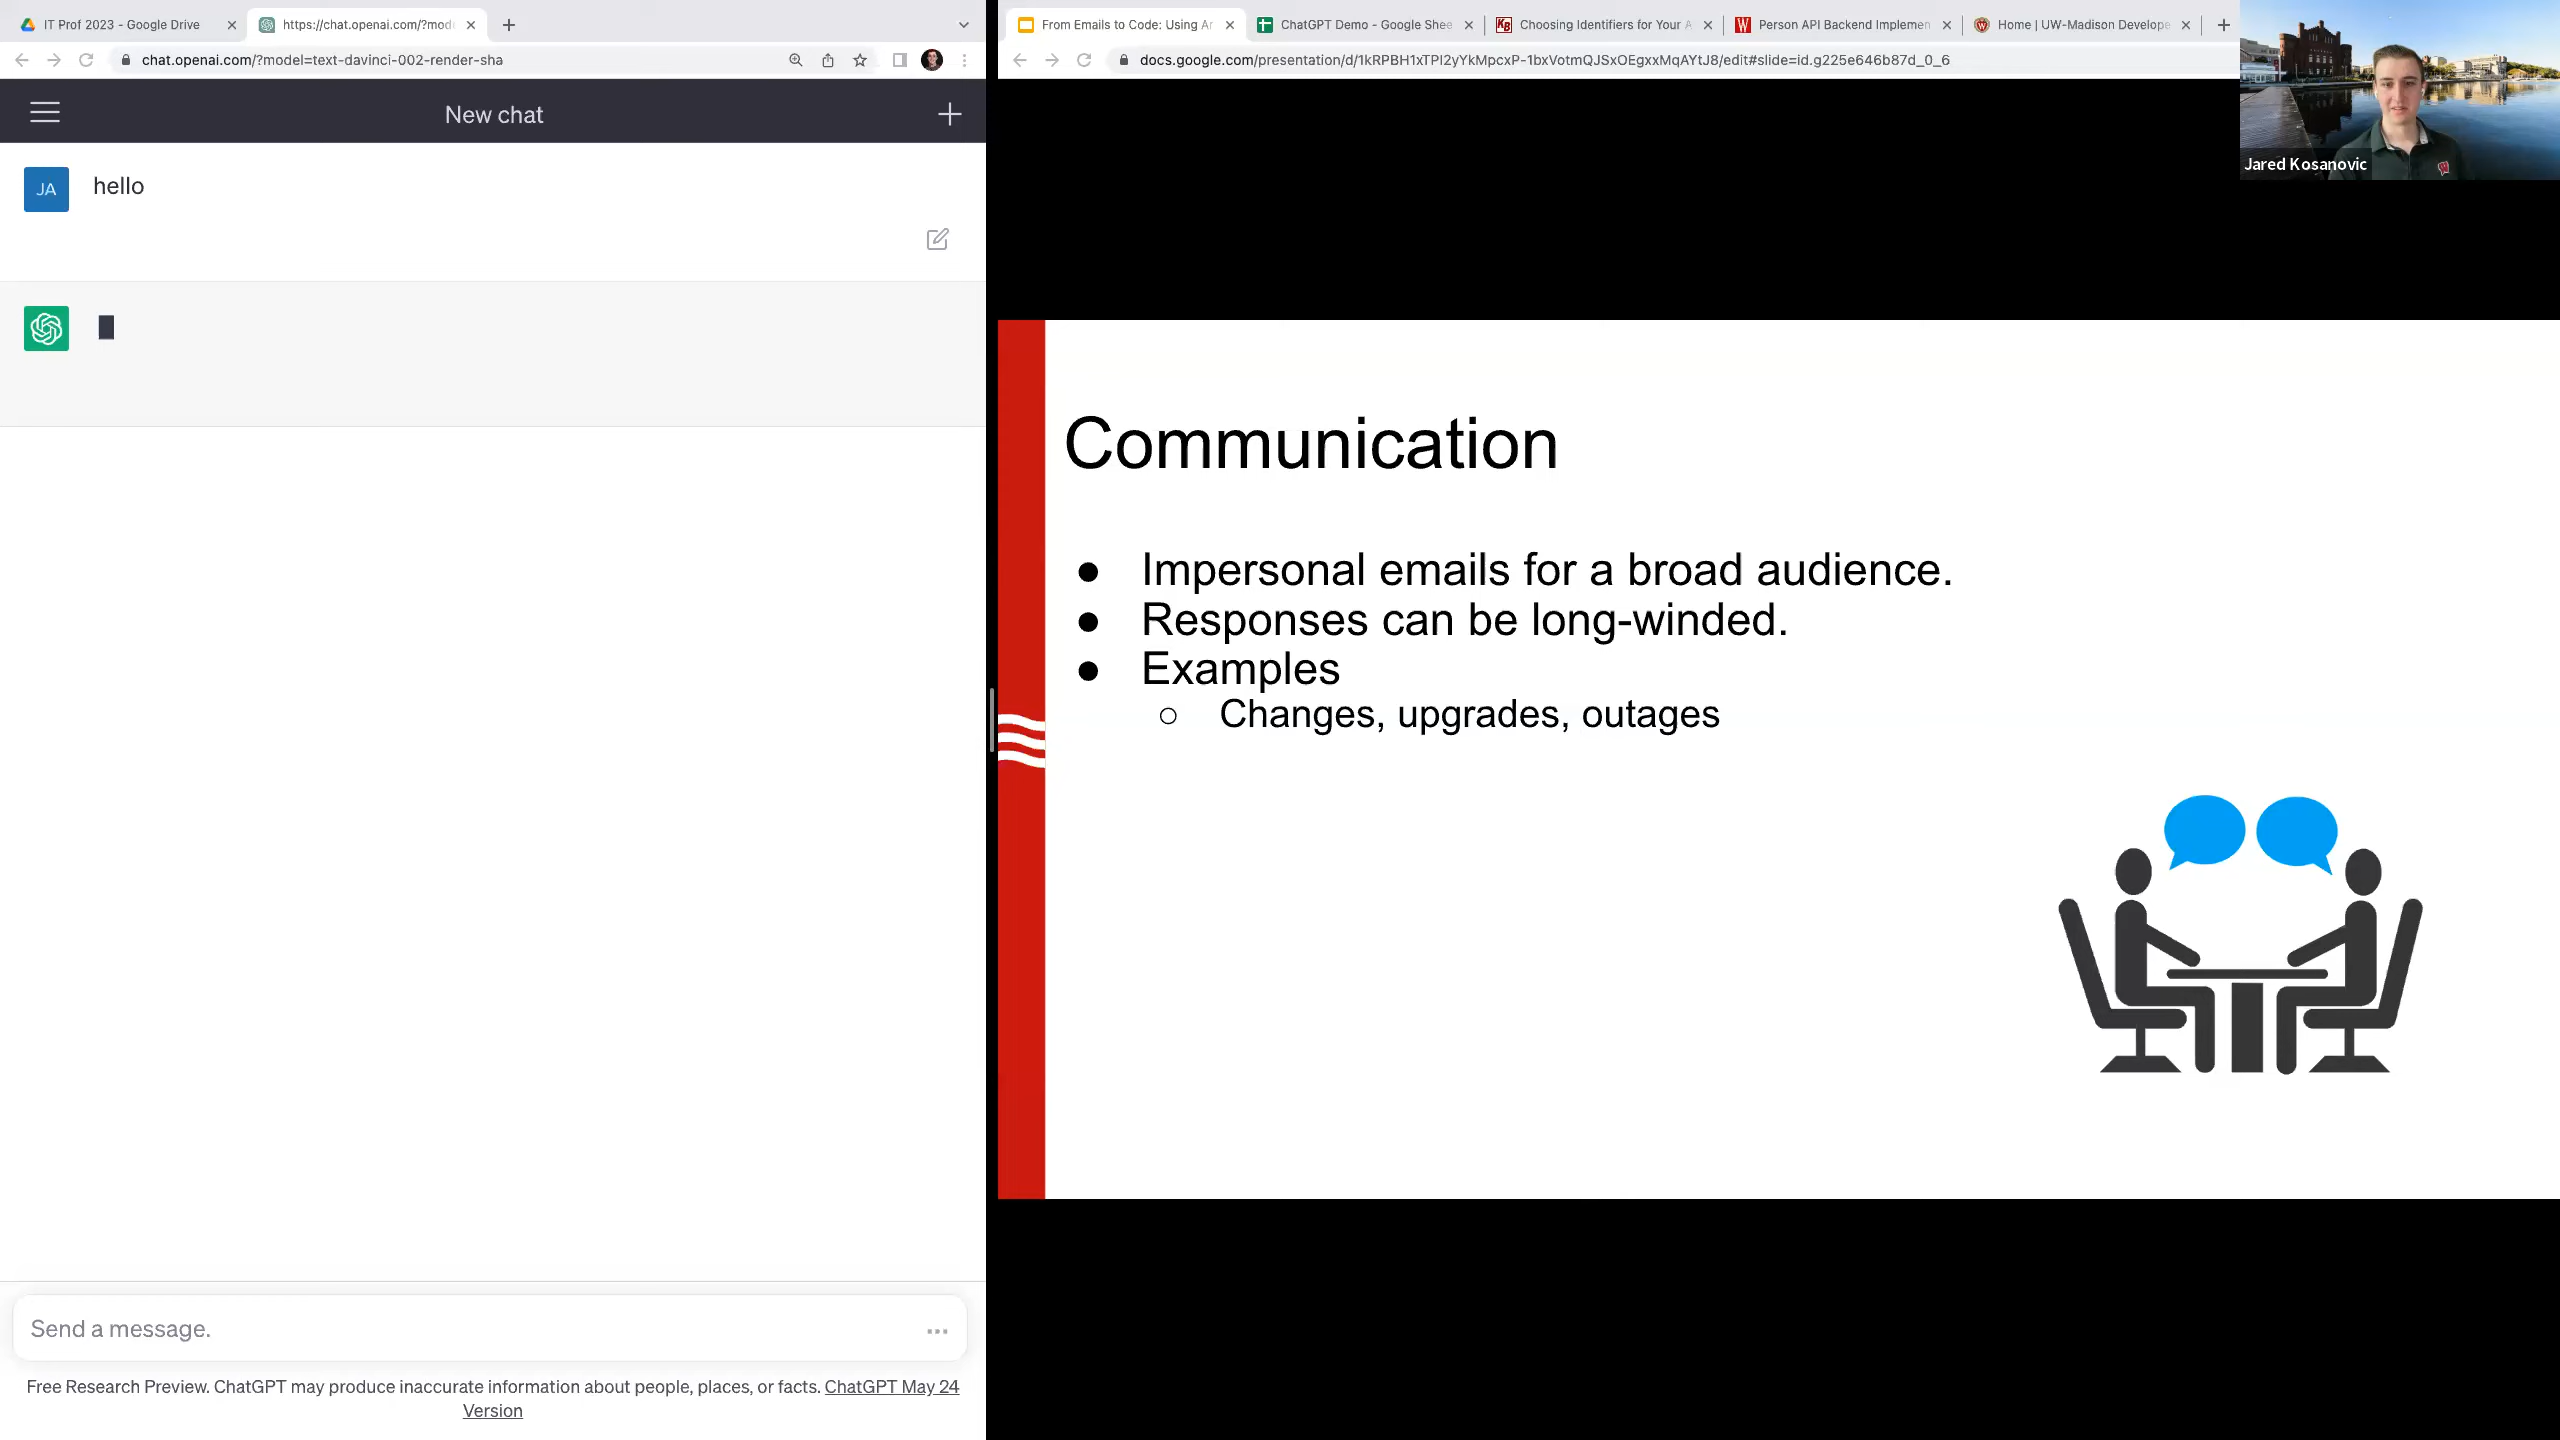 IT Prof 2023 - Google Drive
https://chat.openai.com/?mode
chat.openai.com/?model=text-davinci-002-render-sha
New chat
JA
hello
Send a message.
Free Research Preview. ChatGPT may produce inaccurate information about people, places, or facts. ChatGPT May 24
Version
From Emails to Code: Using Ar
ChatGPT Demo - Google Shee
Choosing Identifiers for Your A
Person API Backend Implemen
Home | UW-Madison Develope
docs.google.com/presentation/d/1kRPBH1xTPI2yYkMpcxP-1bxVotmQJSxOEgxxMqAYtJ8/edit#slide=id.g225e646b87d_0_6
Jared Kosanovic
Communication
● Impersonal emails for a broad audience.
● Responses can be long-winded.
● Examples
○ Changes, upgrades, outages